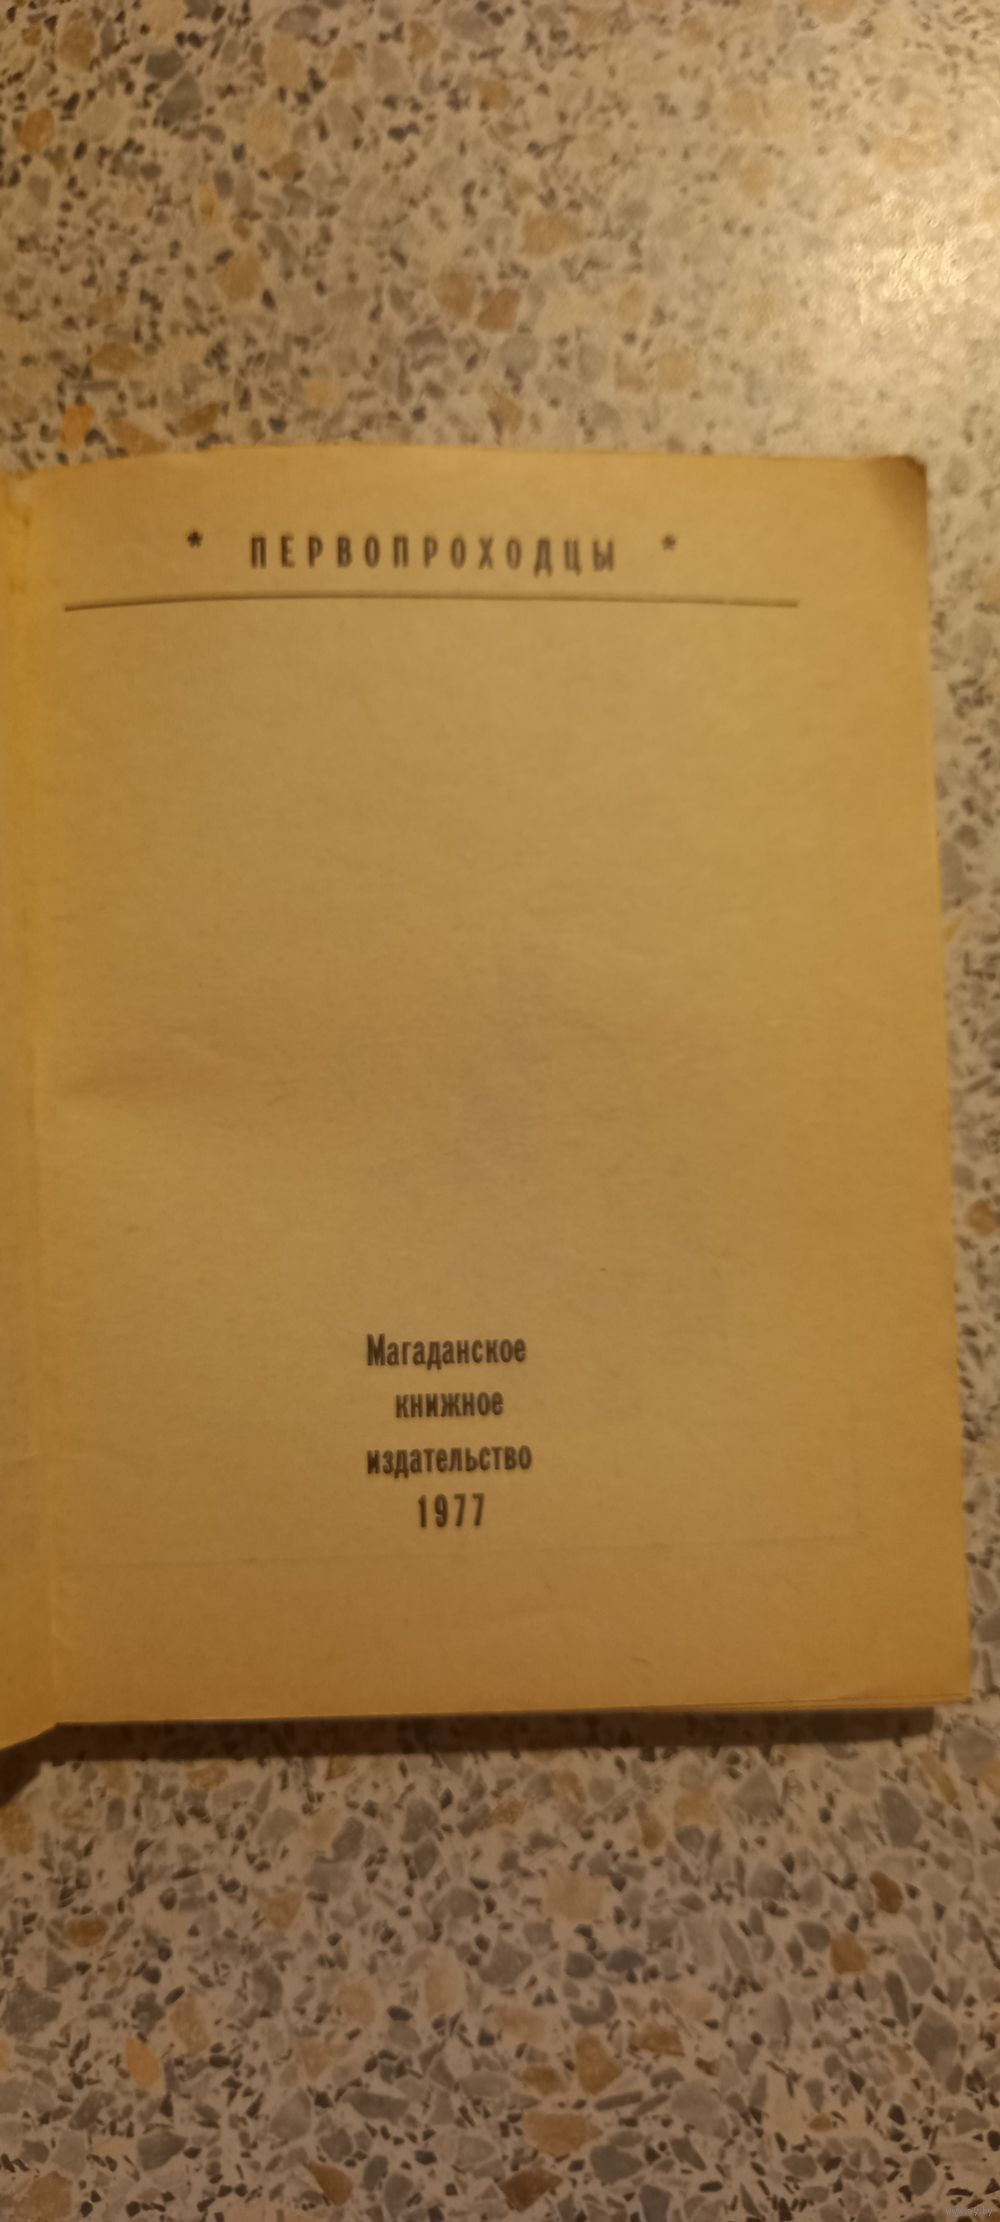 * ПЕРВОПРОХОДЦЫ *
Магаданское
книжное
издательство
1977